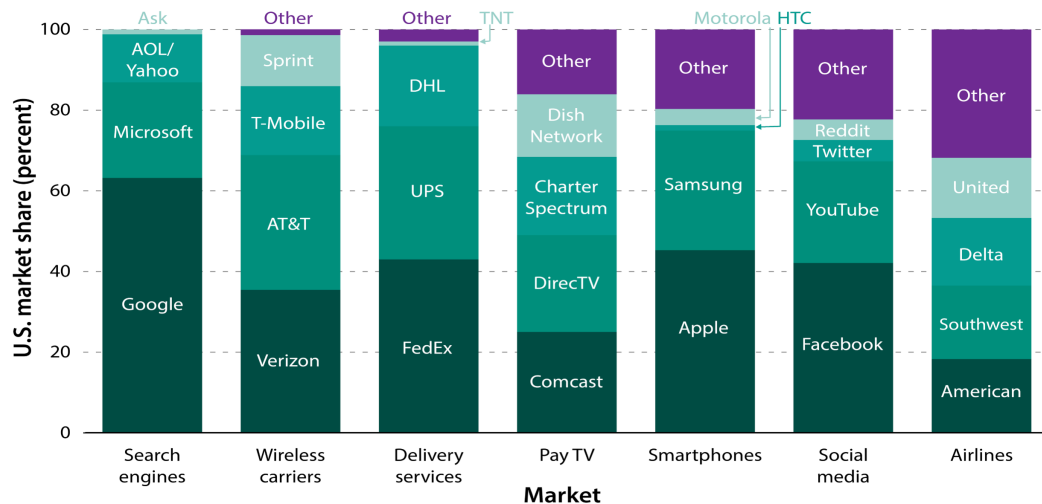 Ask
Other
Other
TNT
Motorola
HTC
U.S. market share (percent)
100
80
60
40
20
0
AOL/
Yahoo
Microsoft
Google
Sprint
T-Mobile
AT&T
Verizon
DHL
UPS
FedEx
Other
Dish
Network
Charter
Spectrum
DirecTV
Comcast
Other
Samsung
Apple
Other
Reddit
Twitter
YouTube
Facebook
Other
United
Delta
Southwest
American
Search
engines
Wireless
carriers
Delivery
services
Pay TV
Smartphones
Social
media
Airlines
Market